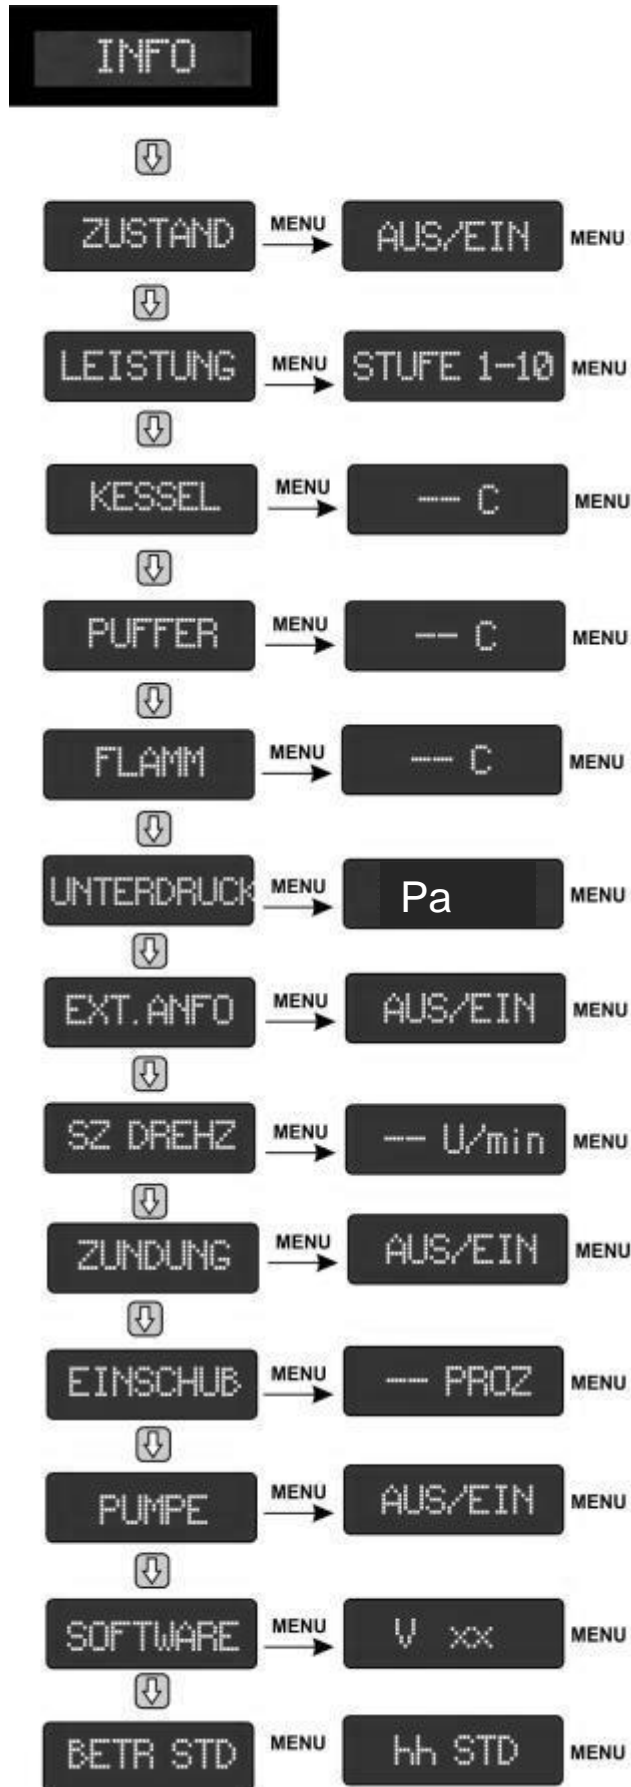 INFO
ZUSTAND MENU AUS/EIN MENU
LEISTUNG MENU STUFE 1-10 MENU
KESSEL MENU -- C MENU
PUFFER MENU -- C MENU
FLAMM MENU -- C MENU
UNTERDRUCK MENU Pa MENU
EXT.ANFO MENU AUS/EIN MENU
SZ DREHZ MENU -- U/min MENU
ZUNDUNG MENU AUS/EIN MENU
EINSCHUB MENU -- PROZ MENU
PUMPE MENU AUS/EIN MENU
SOFTWARE MENU V xx MENU
BETR STD MENU hh STD MENU